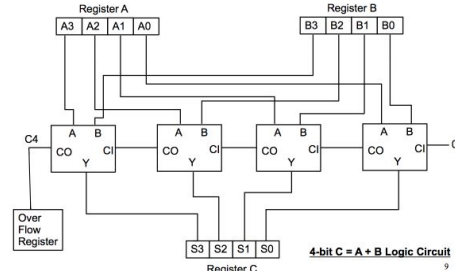 Register A
Register B
A3 A2 A1 A0
B3 B2 B1 B0
C4
A B
CO CI
Y
A B
CO CI
Y
A B
CO CI
Y
A B
CO CI
Y
0
Over
Flow
Register
S3 S2 S1 S0
Register C
4-bit C = A + B Logic Circuit
9